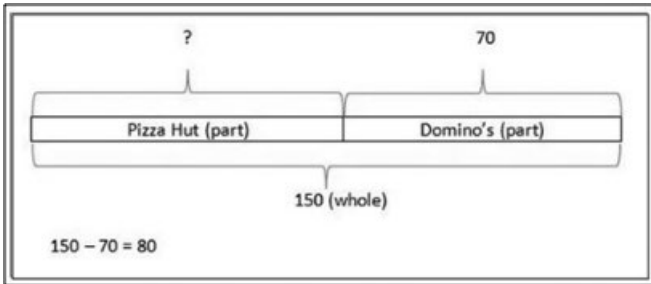 ? 70
Pizza Hut (part) Domino's (part)
150 (whole)
150 – 70 = 80